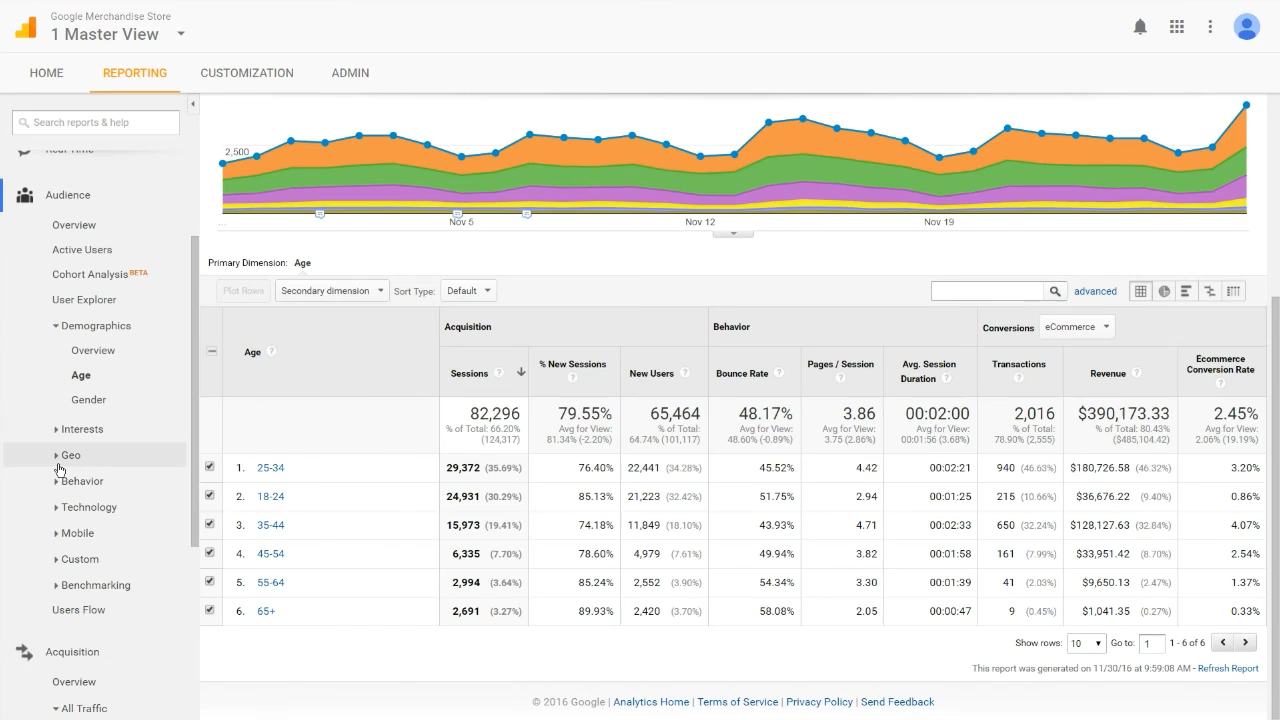 Google Merchandise Store
1 Master View
HOME
REPORTING
CUSTOMIZATION
ADMIN
Search reports & help
Real-Time
Audience
Overview
Active Users
Cohort Analysis BETA
User Explorer
Demographics
Overview
Age
Gender
Interests
Geo
Behavior
Technology
Mobile
Custom
Benchmarking
Users Flow
Acquisition
Overview
All Traffic
2,500
... Nov 5 Nov 12 Nov 19
Primary Dimension: Age
Plot Rows Secondary dimension Sort Type: Default advanced
Age ? Acquisition Behavior Conversions eCommerce
Sessions ? % New Sessions ? New Users ? Bounce Rate ? Pages / Session ? Avg. Session Duration ? Transactions ? Revenue ? Ecommerce Conversion Rate ?
82,296 79.55% 65,464 48.17% 3.86 00:02:00 2,016 $390,173.33 2.45%
% of Total: 66.20% (124,317) Avg for View: 81.34% (-2.20%) % of Total: 64.74% (101,117) Avg for View: 48.60% (-0.89%) Avg for View: 3.75 (2.86%) Avg for View: 00:01:56 (3.68%) % of Total: 78.90% (2,555) % of Total: 80.43% ($485,104.42) Avg for View: 2.06% (19.19%)
1. 25-34 29,372 (35.69%) 76.40% 22,441 (34.28%) 45.52% 4.42 00:02:21 940 (46.63%) $180,726.58 (46.32%) 3.20%
2. 18-24 24,931 (30.29%) 85.13% 21,223 (32.42%) 51.75% 2.94 00:01:25 215 (10.66%) $36,676.22 (9.40%) 0.86%
3. 35-44 15,973 (19.41%) 74.18% 11,849 (18.10%) 43.93% 4.71 00:02:33 650 (32.24%) $128,127.63 (32.84%) 4.07%
4. 45-54 6,335 (7.70%) 78.60% 4,979 (7.61%) 49.94% 3.82 00:01:58 161 (7.99%) $33,951.42 (8.70%) 2.54%
5. 55-64 2,994 (3.64%) 85.24% 2,552 (3.90%) 54.34% 3.30 00:01:39 41 (2.03%) $9,650.13 (2.47%) 1.37%
6. 65+ 2,691 (3.27%) 89.93% 2,420 (3.70%) 58.08% 2.05 00:00:47 9 (0.45%) $1,041.35 (0.27%) 0.33%
Show rows: 10 Go to: 1 1 - 6 of 6
This report was generated on 11/30/16 at 9:59:08 AM - Refresh Report
© 2016 Google | Analytics Home | Terms of Service | Privacy Policy | Send Feedback